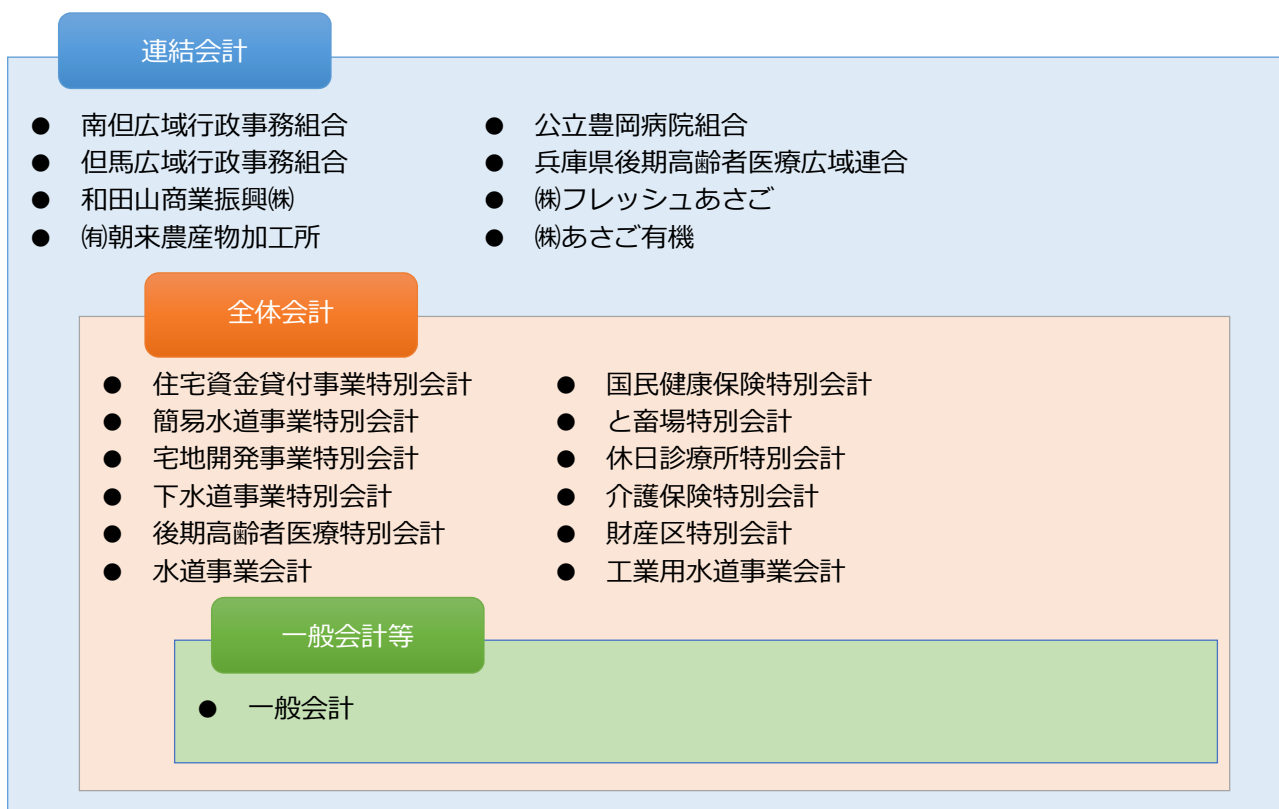 連結会計
● 南但広域行政事務組合
● 但馬広域行政事務組合
● 和田山商業振興㈱
● ㈲朝来農産物加工所
● 公立豊岡病院組合
● 兵庫県後期高齢者医療広域連合
● ㈱フレッシュあさご
● ㈱あさご有機
全体会計
● 住宅資金貸付事業特別会計
● 簡易水道事業特別会計
● 宅地開発事業特別会計
● 下水道事業特別会計
● 後期高齢者医療特別会計
● 水道事業会計
● 国民健康保険特別会計
● と畜場特別会計
● 休日診療所特別会計
● 介護保険特別会計
● 財産区特別会計
● 工業用水道事業会計
一般会計等
● 一般会計